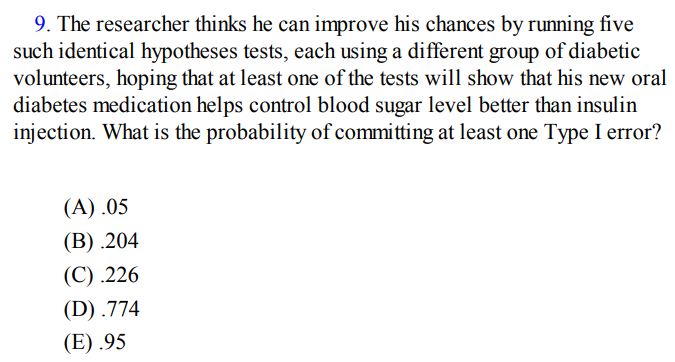 9. The researcher thinks he can improve his chances by running five
such identical hypotheses tests, each using a different group of diabetic
volunteers, hoping that at least one of the tests will show that his new oral
diabetes medication helps control blood sugar level better than insulin
injection. What is the probability of committing at least one Type I error?
(A) .05
(B) .204
(C) .226
(D) .774
(E) .95